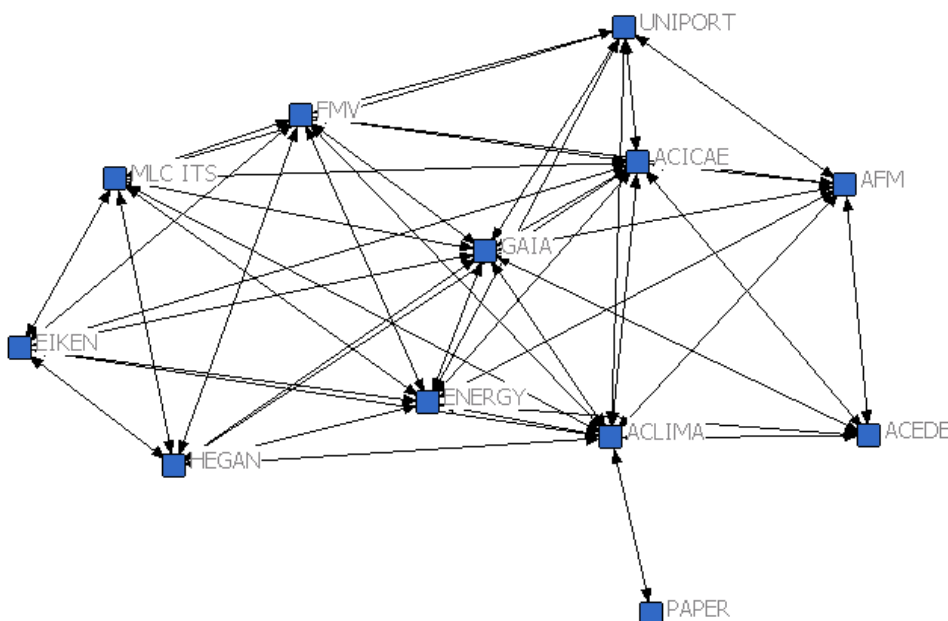 UNIPORT
FMV
ACICAE
MLC ITS
AFM
GAIA
EIKEN
ENERGY
ACLIMA
ACEDE
HEGAN
PAPER